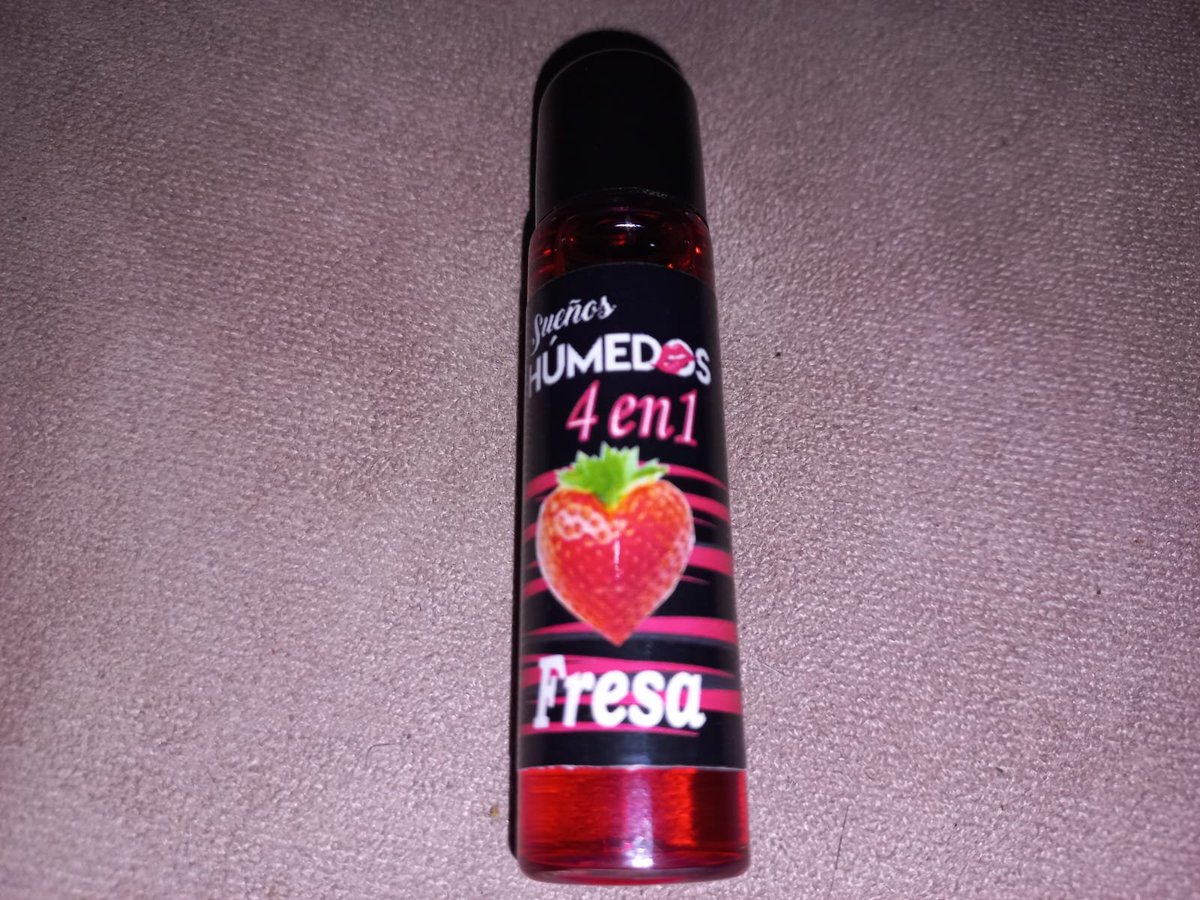 Sueños
HÚMEDOS
4 en 1
Fresa